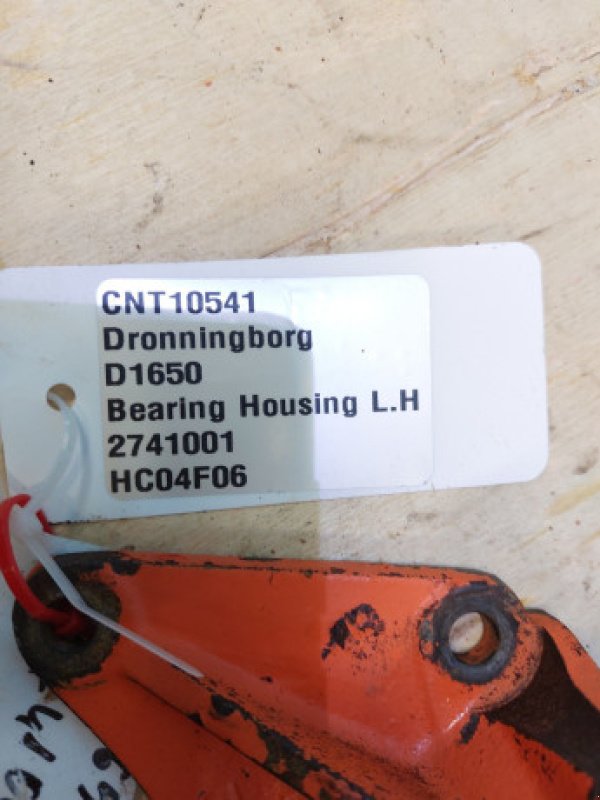 CNT10541
Dronningborg
D1650
Bearing Housing L.H
2741001
HC04F06